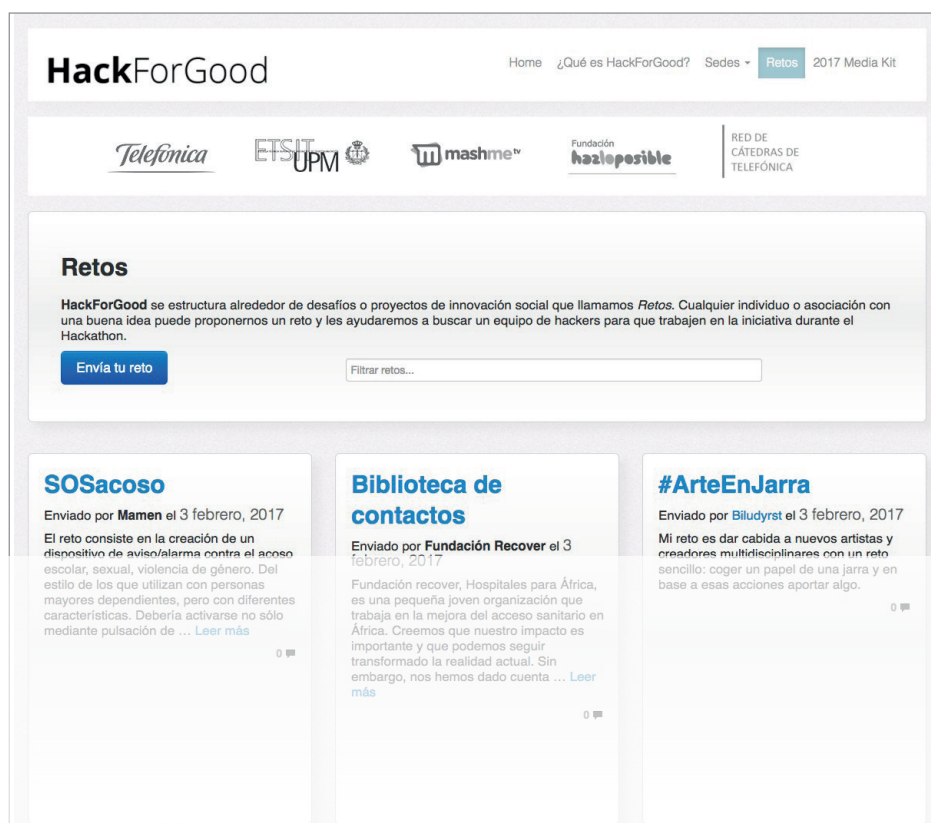 HackForGood
Home ¿Qué es HackForGood? Sedes Retos 2017 Media Kit
Telefónica
ETSIT UPM
mashme tv
Fundación
hazloposible
RED DE
CÁTEDRAS DE
TELEFÓNICA
Retos
HackForGood se estructura alrededor de desafíos o proyectos de innovación social que llamamos Retos. Cualquier individuo o asociación con
una buena idea puede proponernos un reto y les ayudaremos a buscar un equipo de hackers para que trabajen en la iniciativa durante el
Hackathon.
Envía tu reto
Filtrar retos...
SOSacoso
Enviado por Mamen el 3 febrero, 2017
El reto consiste en la creación de un
dispositivo de aviso/alarma contra el acoso
escolar, sexual, violencia de género. Del
estilo de los que utilizan con personas
mayores dependientes, pero con diferentes
características. Debería activarse no sólo
mediante pulsación de … Leer más
0
Biblioteca de
contactos
Enviado por Fundación Recover el 3
febrero, 2017
Fundación recover, Hospitales para África,
es una pequeña joven organización que
trabaja en la mejora del acceso sanitario en
África. Creemos que nuestro impacto es
importante y que podemos seguir
transformado la realidad actual. Sin
embargo, nos hemos dado cuenta … Leer
más
0
#ArteEnJarra
Enviado por Biludyrst el 3 febrero, 2017
Mi reto es dar cabida a nuevos artistas y
creadores multidisciplinares con un reto
sencillo: coger un papel de una jarra y en
base a esas acciones aportar algo.
0